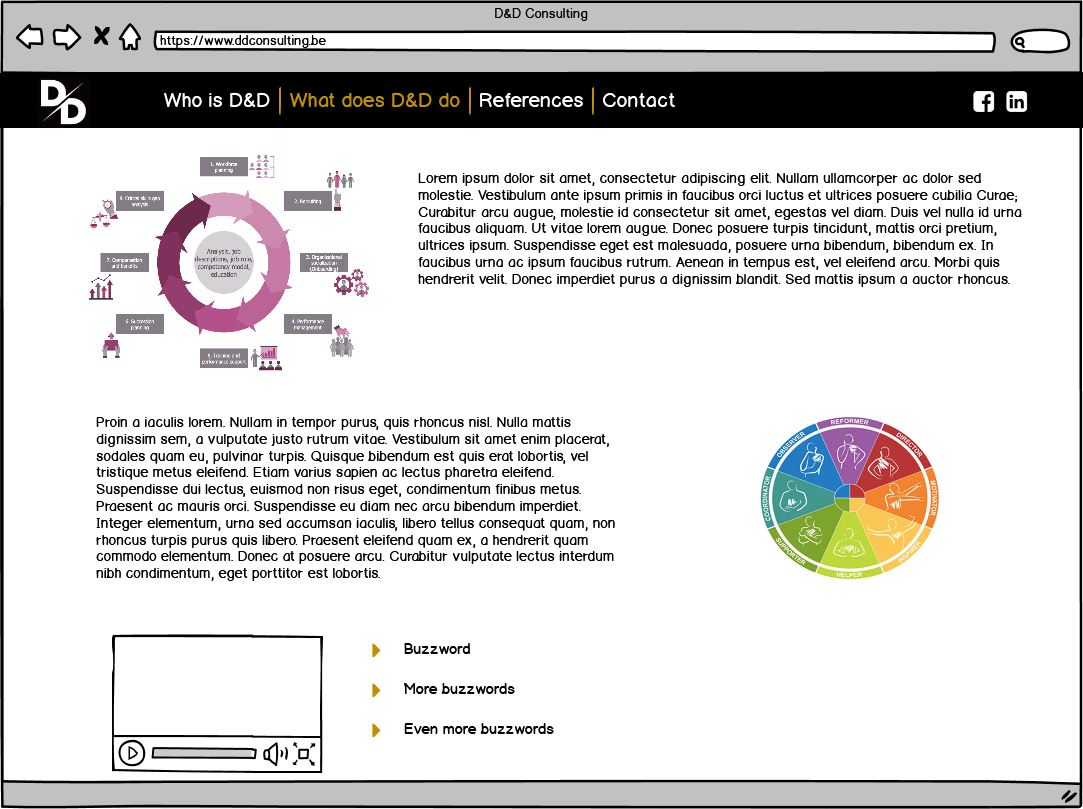 D&D Consulting
https://www.ddconsulting.be
D D
Who is D&D
What does D&D do
References
Contact
1. Workforce
planning
2. Recruiting
3. Organizational
socialization
(Onboarding)
4. Performance
management
5. Training and
performance support
6. Succession
planning
7. Compensation
and benefits
8. Critical skills gap
analysis
Analysis, job
descriptions, job role,
competency model,
education
Lorem ipsum dolor sit amet, consectetur adipiscing elit. Nullam ullamcorper ac dolor sed
molestie. Vestibulum ante ipsum primis in faucibus orci luctus et ultrices posuere cubilia Curae;
Curabitur arcu augue, molestie id consectetur sit amet, egestas vel diam. Duis vel nulla id urna
faucibus aliquam. Ut vitae lorem augue. Donec posuere turpis tincidunt, mattis orci pretium,
ultrices ipsum. Suspendisse eget est malesuada, posuere urna bibendum, bibendum ex. In
faucibus urna ac ipsum faucibus rutrum. Aenean in tempus est, vel eleifend arcu. Morbi quis
hendrerit velit. Donec imperdiet purus a dignissim blandit. Sed mattis ipsum a auctor rhoncus.
Proin a iaculis lorem. Nullam in tempor purus, quis rhoncus nisl. Nulla mattis
dignissim sem, a vulputate justo rutrum vitae. Vestibulum sit amet enim placerat,
sodales quam eu, pulvinar turpis. Quisque bibendum est quis erat lobortis, vel
tristique metus eleifend. Etiam varius sapien ac lectus pharetra eleifend.
Suspendisse dui lectus, euismod non risus eget, condimentum finibus metus.
Praesent ac mauris orci. Suspendisse eu diam nec arcu bibendum imperdiet.
Integer elementum, urna sed accumsan iaculis, libero tellus consequat quam, non
rhoncus turpis purus quis libero. Praesent eleifend quam ex, a hendrerit quam
commodo elementum. Donec at posuere arcu. Curabitur vulputate lectus interdum
nibh condimentum, eget porttitor est lobortis.
REFORMER
DIRECTOR
MOTIVATOR
INSPIRER
HELPER
SUPPORTER
COORDINATOR
OBSERVER
Buzzword
More buzzwords
Even more buzzwords